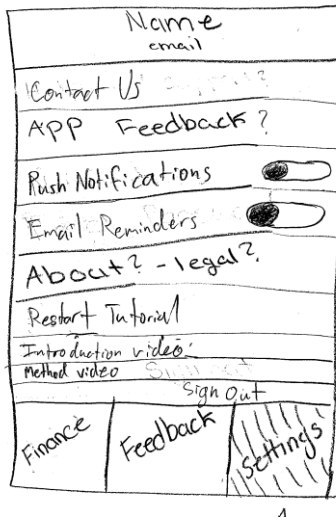 Name
email
Contact Us
APP Feedback?
Push Notifications
Email Reminders
About? - legal?
Restart Tutorial
Introduction video
Method video
Sign Out
Finance
Feedback
Settings